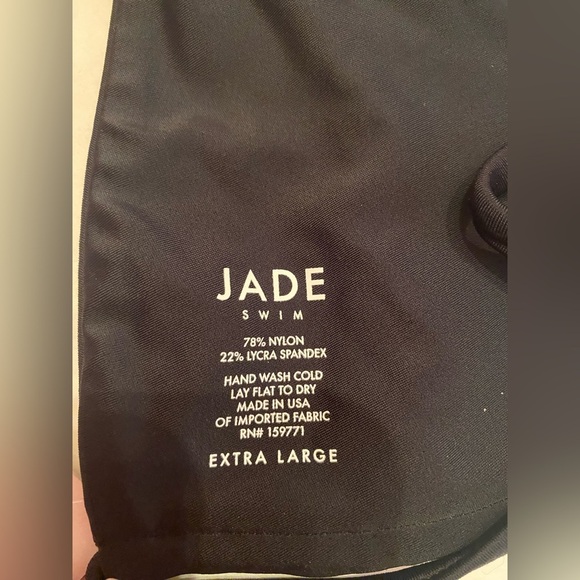 JADE
SWIM
78% NYLON
22% LYCRA SPANDEX
HAND WASH COLD
LAY FLAT TO DRY
MADE IN USA
OF IMPORTED FABRIC
RN# 159771
EXTRA LARGE